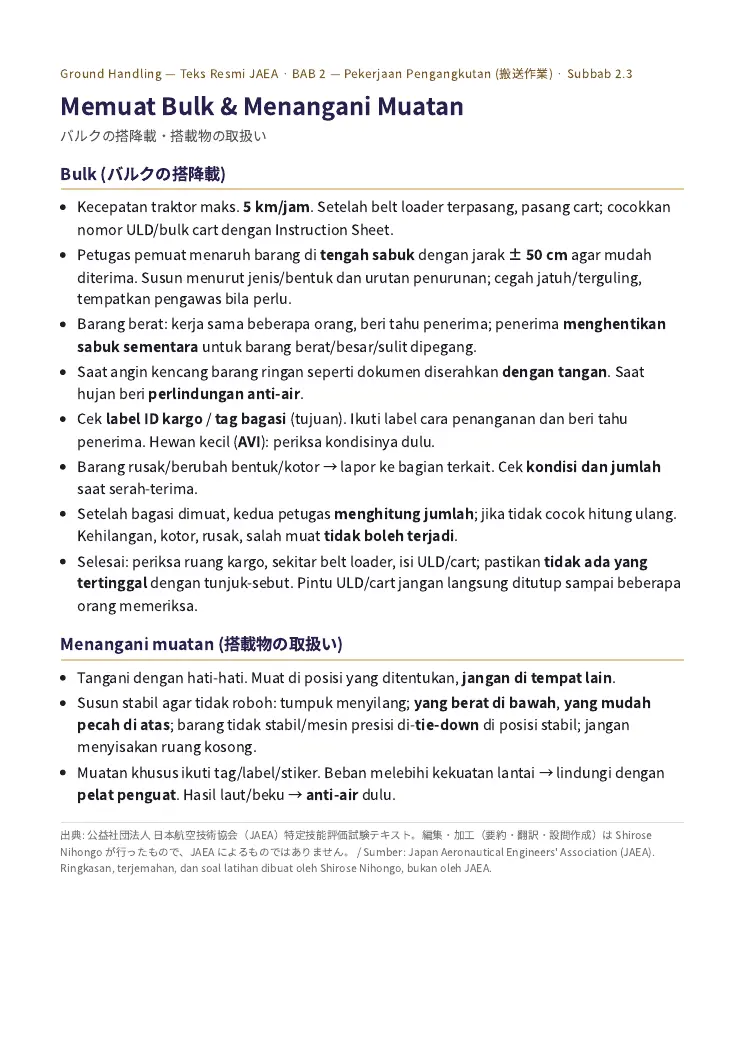 Ground Handling — Teks Resmi JAEA · BAB 2 — Pekerjaan Pengangkutan (搬送作業) · Subbab 2.3
Memuat Bulk & Menangani Muatan
バルクの搭降載・搭載物の取扱い
Bulk (バルクの搭降載)
• Kecepatan traktor maks. 5 km/jam. Setelah belt loader terpasang, pasang cart; cocokkan
nomor ULD/bulk cart dengan Instruction Sheet.
• Petugas pemuat menaruh barang di tengah sabuk dengan jarak ± 50 cm agar mudah
diterima. Susun menurut jenis/bentuk dan urutan penurunan; cegah jatuh/terguling,
tempatkan pengawas bila perlu.
• Barang berat: kerja sama beberapa orang, beri tahu penerima; penerima menghentikan
sabuk sementara untuk barang berat/besar/sulit dipegang.
• Saat angin kencang barang ringan seperti dokumen diserahkan dengan tangan. Saat
hujan beri perlindungan anti-air.
• Cek label ID kargo / tag bagasi (tujuan). Ikuti label cara penanganan dan beri tahu
penerima. Hewan kecil (AVI): periksa kondisinya dulu.
• Barang rusak/berubah bentuk/kotor → lapor ke bagian terkait. Cek kondisi dan jumlah
saat serah-terima.
• Setelah bagasi dimuat, kedua petugas menghitung jumlah; jika tidak cocok hitung ulang.
Kehilangan, kotor, rusak, salah muat tidak boleh terjadi.
• Selesai: periksa ruang kargo, sekitar belt loader, isi ULD/cart; pastikan tidak ada yang
tertinggal dengan tunjuk-sebut. Pintu ULD/cart jangan langsung ditutup sampai beberapa
orang memeriksa.
Menangani muatan (搭載物の取扱い)
• Tangani dengan hati-hati. Muat di posisi yang ditentukan, jangan di tempat lain.
• Susun stabil agar tidak roboh: tumpuk menyilang; yang berat di bawah, yang mudah
pecah di atas; barang tidak stabil/mesin presisi di-tie-down di posisi stabil; jangan
menyisakan ruang kosong.
• Muatan khusus ikuti tag/label/stiker. Beban melebihi kekuatan lantai → lindungi dengan
pelat penguat. Hasil laut/beku → anti-air dulu.
出典: 公益社団法人 日本航空技術協会（JAEA）特定技能評価試験テキスト。編集・加工（要約・翻訳・設問作成）は Shirose
Nihongo が行ったもので、JAEA によるものではありません。 / Sumber: Japan Aeronautical Engineers' Association (JAEA).
Ringkasan, terjemahan, dan soal latihan dibuat oleh Shirose Nihongo, bukan oleh JAEA.